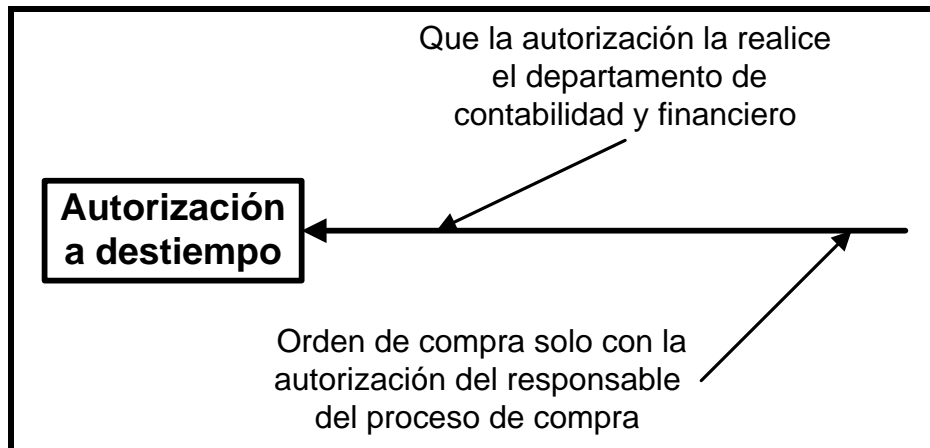 Que la autorización la realice
el departamento de
contabilidad y financiero
Autorización
a destiempo
Orden de compra solo con la
autorización del responsable
del proceso de compra